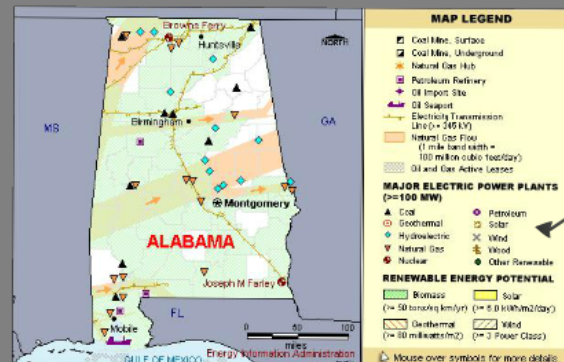 Browns Ferry
Huntsville
NORTH
MS
GA
Birmingham
Montgomery
ALABAMA
Joseph M Farley
FL
Mobile
0 50 100
miles
GULF OF MEXICO
Energy Information Administration
MAP LEGEND
Coal Mine, Surface
Coal Mine, Underground
Natural Gas Hub
Petroleum Refinery
Oil Import Site
Oil Seaport
Electricity Transmission
Line (>= 345 kV)
Natural Gas Flow
(1 mile band width =
100 million cubic feet/day)
Oil and Gas Active Leases
MAJOR ELECTRIC POWER PLANTS
(>=100 MW)
Coal
Petroleum
Geothermal
Solar
Hydroelectric
Wind
Natural Gas
Wood
Nuclear
Other Renewable
RENEWABLE ENERGY POTENTIAL
Biomass
(>= 50 tons/sq km/yr)
Solar
(>= 6.0 kWh/m2/day)
Geothermal
(>= 80 milliwatts/m2)
Wind
(>= 3 Power Class)
Mouse over symbols for more details